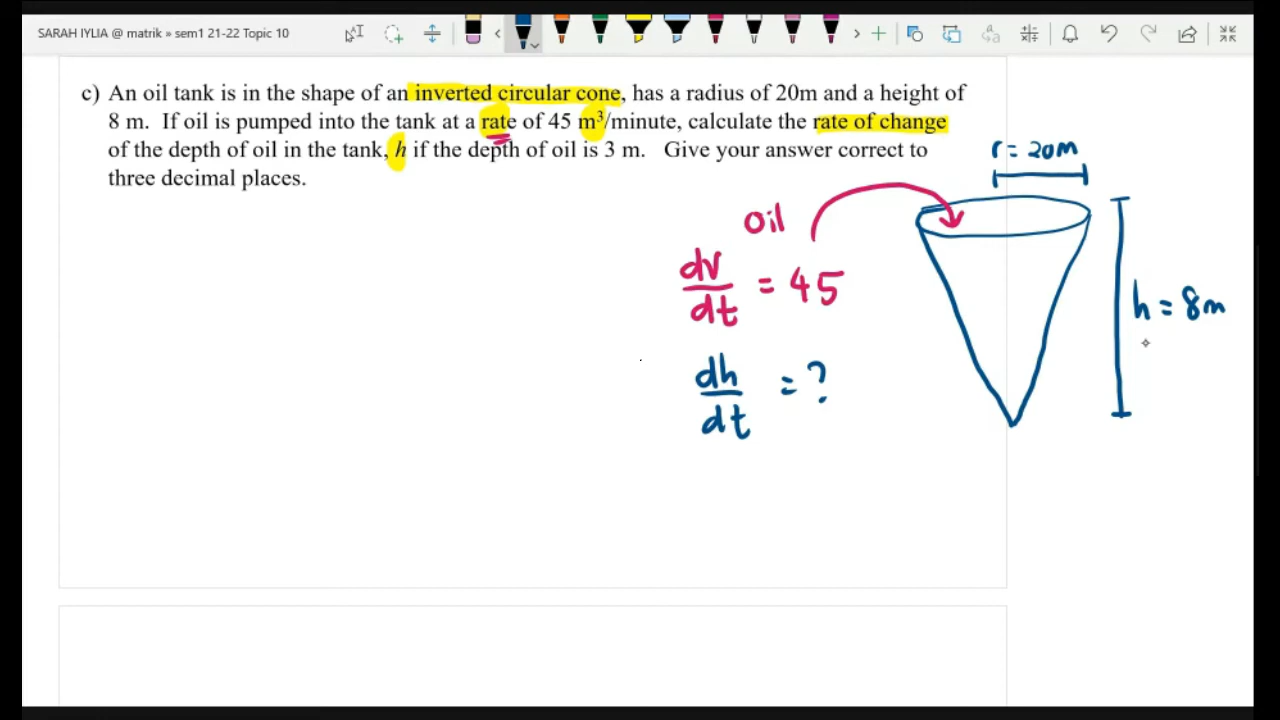 SARAH IYLIA @ matrik » sem1 21-22 Topic 10
c) An oil tank is in the shape of an inverted circular cone, has a radius of 20m and a height of
8 m. If oil is pumped into the tank at a rate of 45 m³/minute, calculate the rate of change
of the depth of oil in the tank, h if the depth of oil is 3 m. Give your answer correct to
three decimal places.
r = 20m
oil
dv/dt = 45
h = 8m
dh/dt = ?